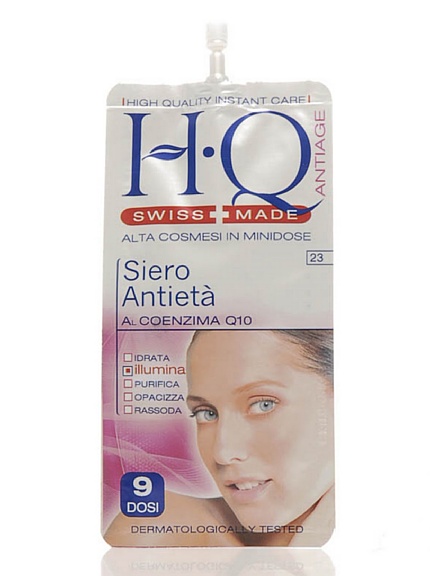 HIGH QUALITY INSTANT CARE
H·Q
ANTIAGE
SWISS MADE
ALTA COSMESI IN MINIDOSE
23
Siero
Antietà
AL COENZIMA Q10
IDRATA
illumina
PURIFICA
OPACIZZA
RASSODA
9
DOSI
DERMATOLOGICALLY TESTED